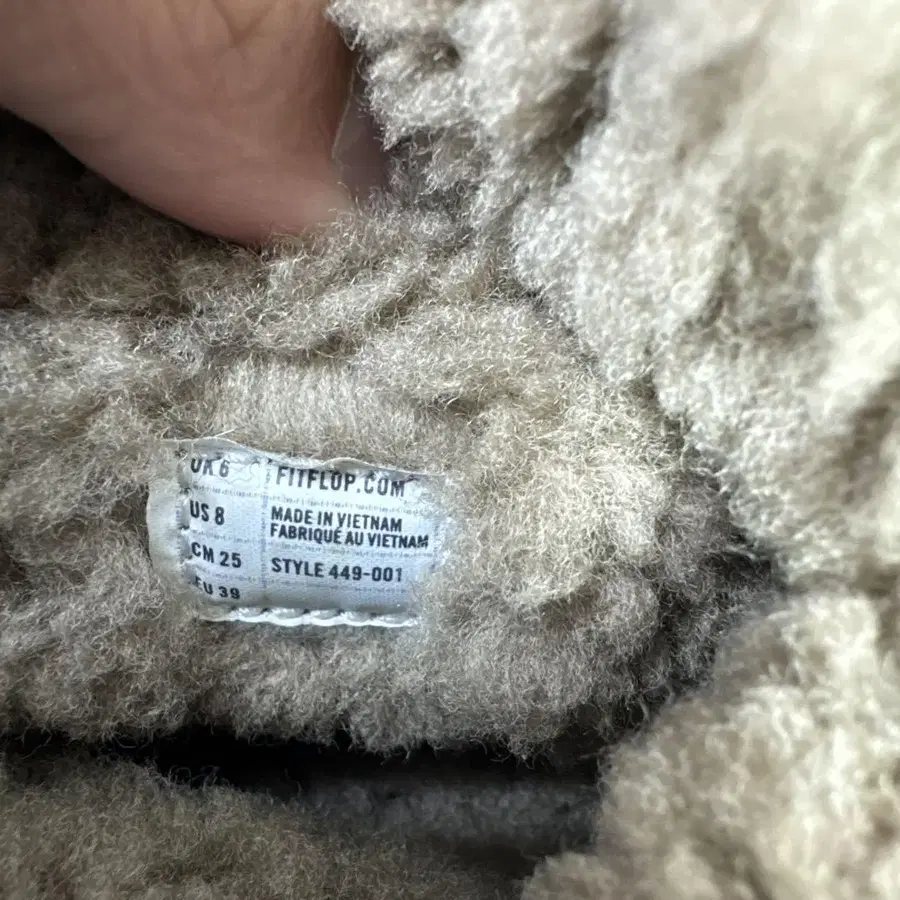 UK 6
US 8
CM 25
EU 39
FITFLOP.COM
MADE IN VIETNAM
FABRIQUÉ AU VIETNAM
STYLE 449-001